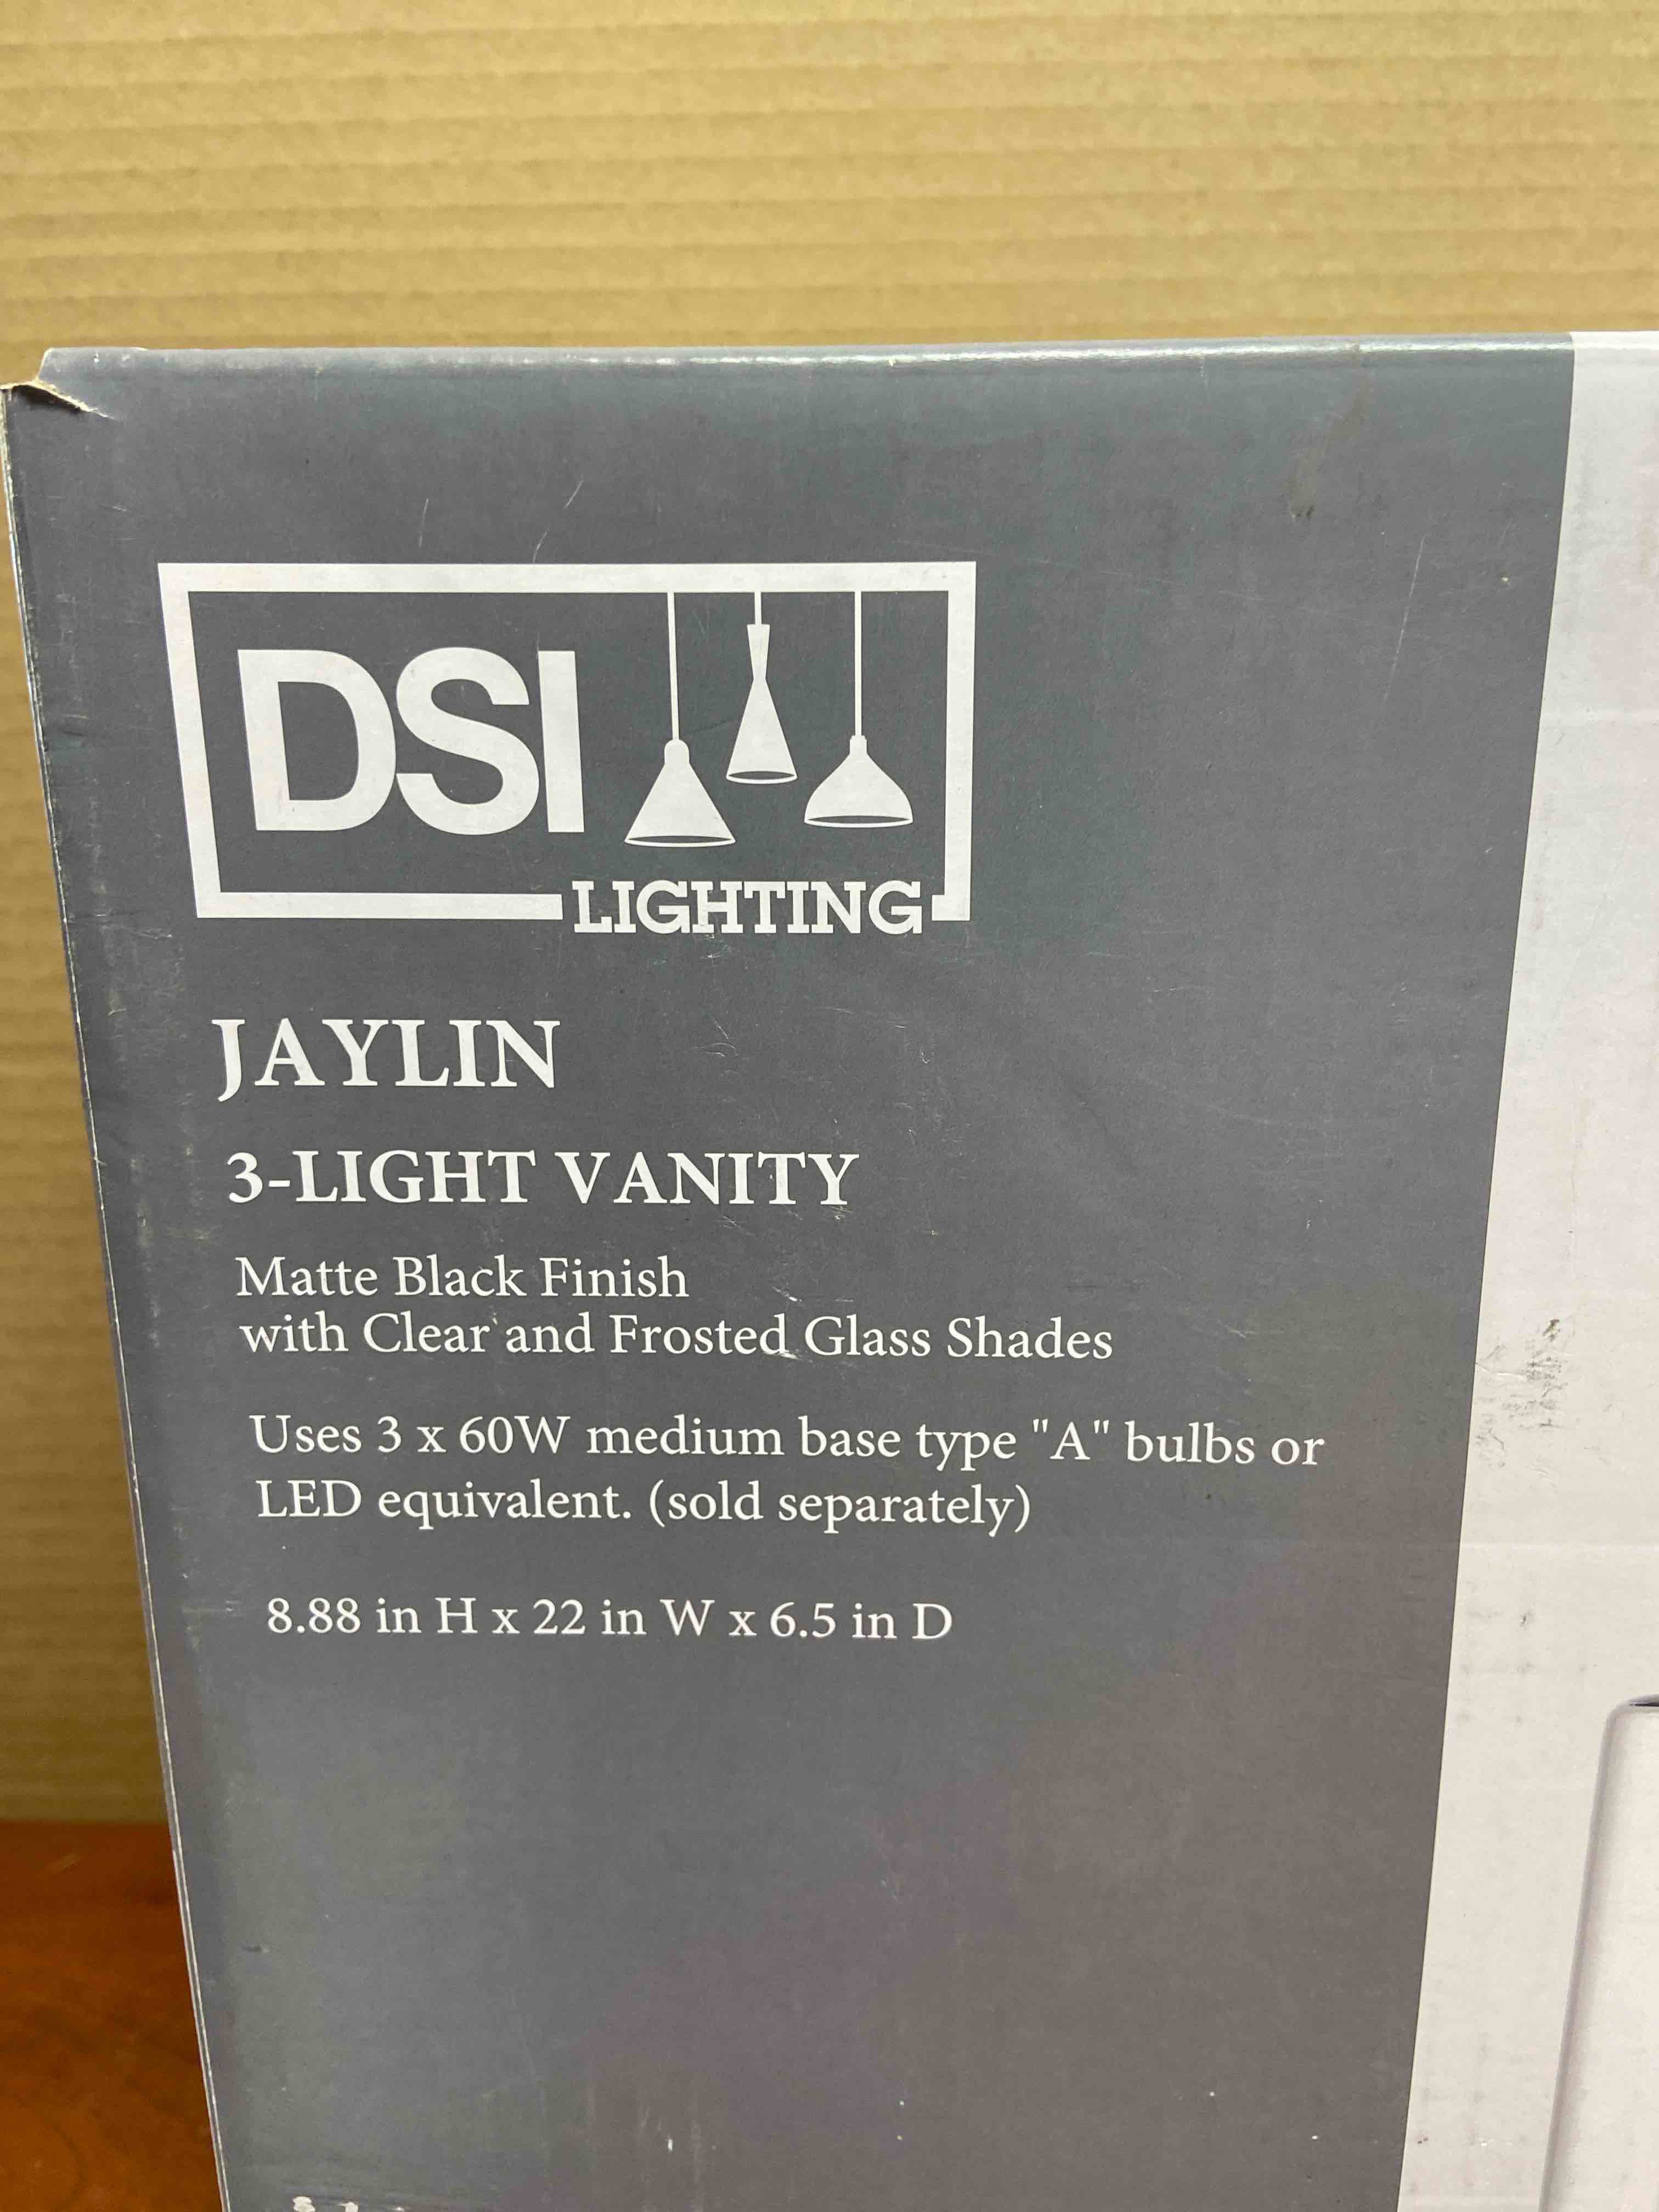 DSI
LIGHTING
JAYLIN
3-LIGHT VANITY
Matte Black Finish
with Clear and Frosted Glass Shades
Uses 3 x 60W medium base type "A" bulbs or
LED equivalent. (sold separately)
8.88 in H x 22 in W x 6.5 in D